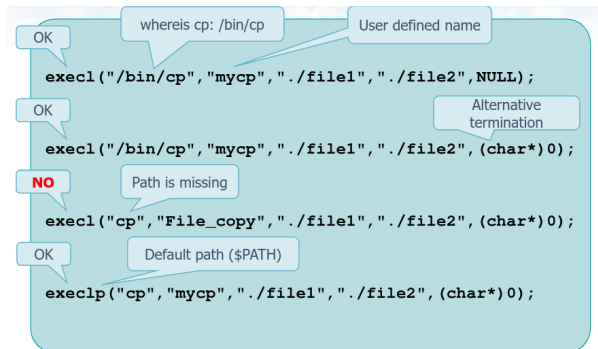 OK
whereis cp: /bin/cp
User defined name
execl("/bin/cp","mycp","./file1","./file2",NULL);
OK
Alternative
termination
execl("/bin/cp","mycp","./file1","./file2",(char*)0);
NO
Path is missing
execl("cp","File_copy","./file1","./file2",(char*)0);
OK
Default path ($PATH)
execlp("cp","mycp","./file1","./file2",(char*)0);